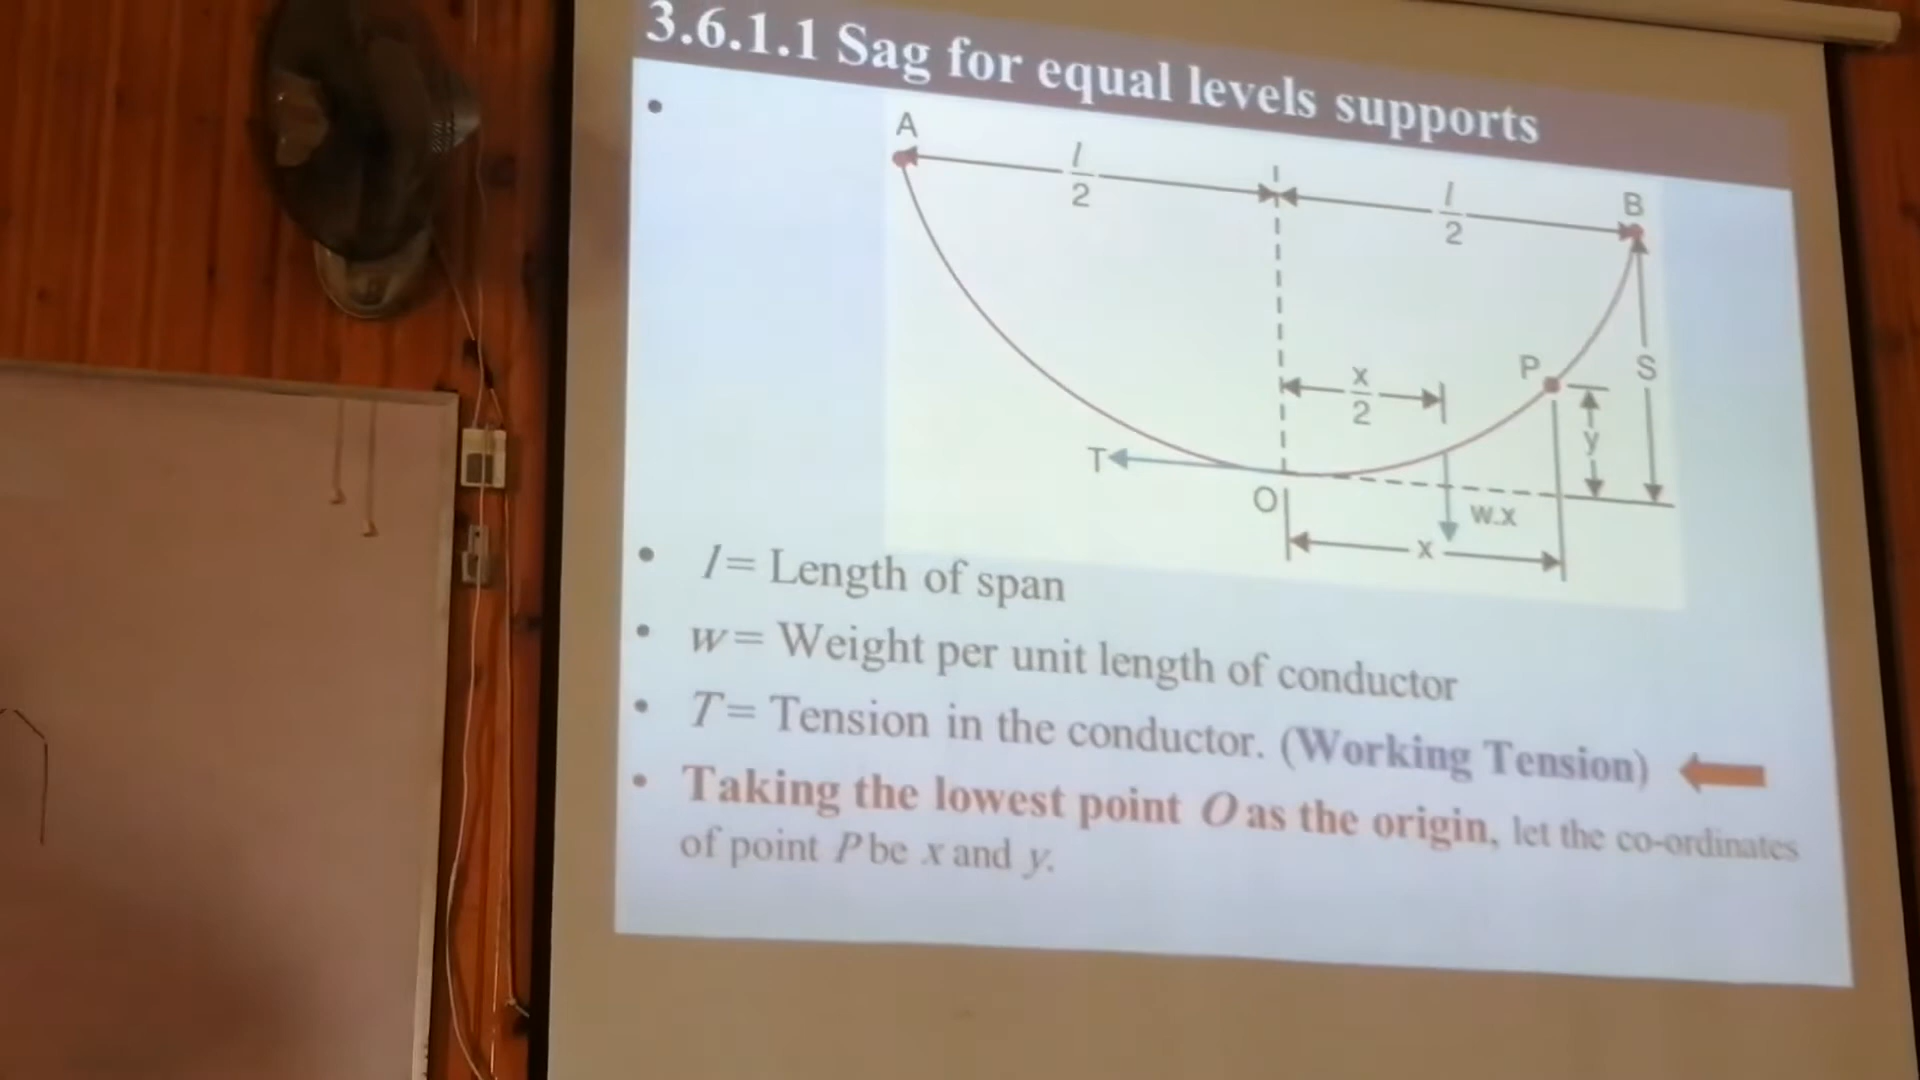 3.6.1.1 Sag for equal levels supports
A
l
2
l
2
B
x
2
P
S
y
T
O
w.x
x
• l= Length of span
• w= Weight per unit length of conductor
• T= Tension in the conductor. (Working Tension)
• Taking the lowest point O as the origin, let the co-ordinates
of point P be x and y.